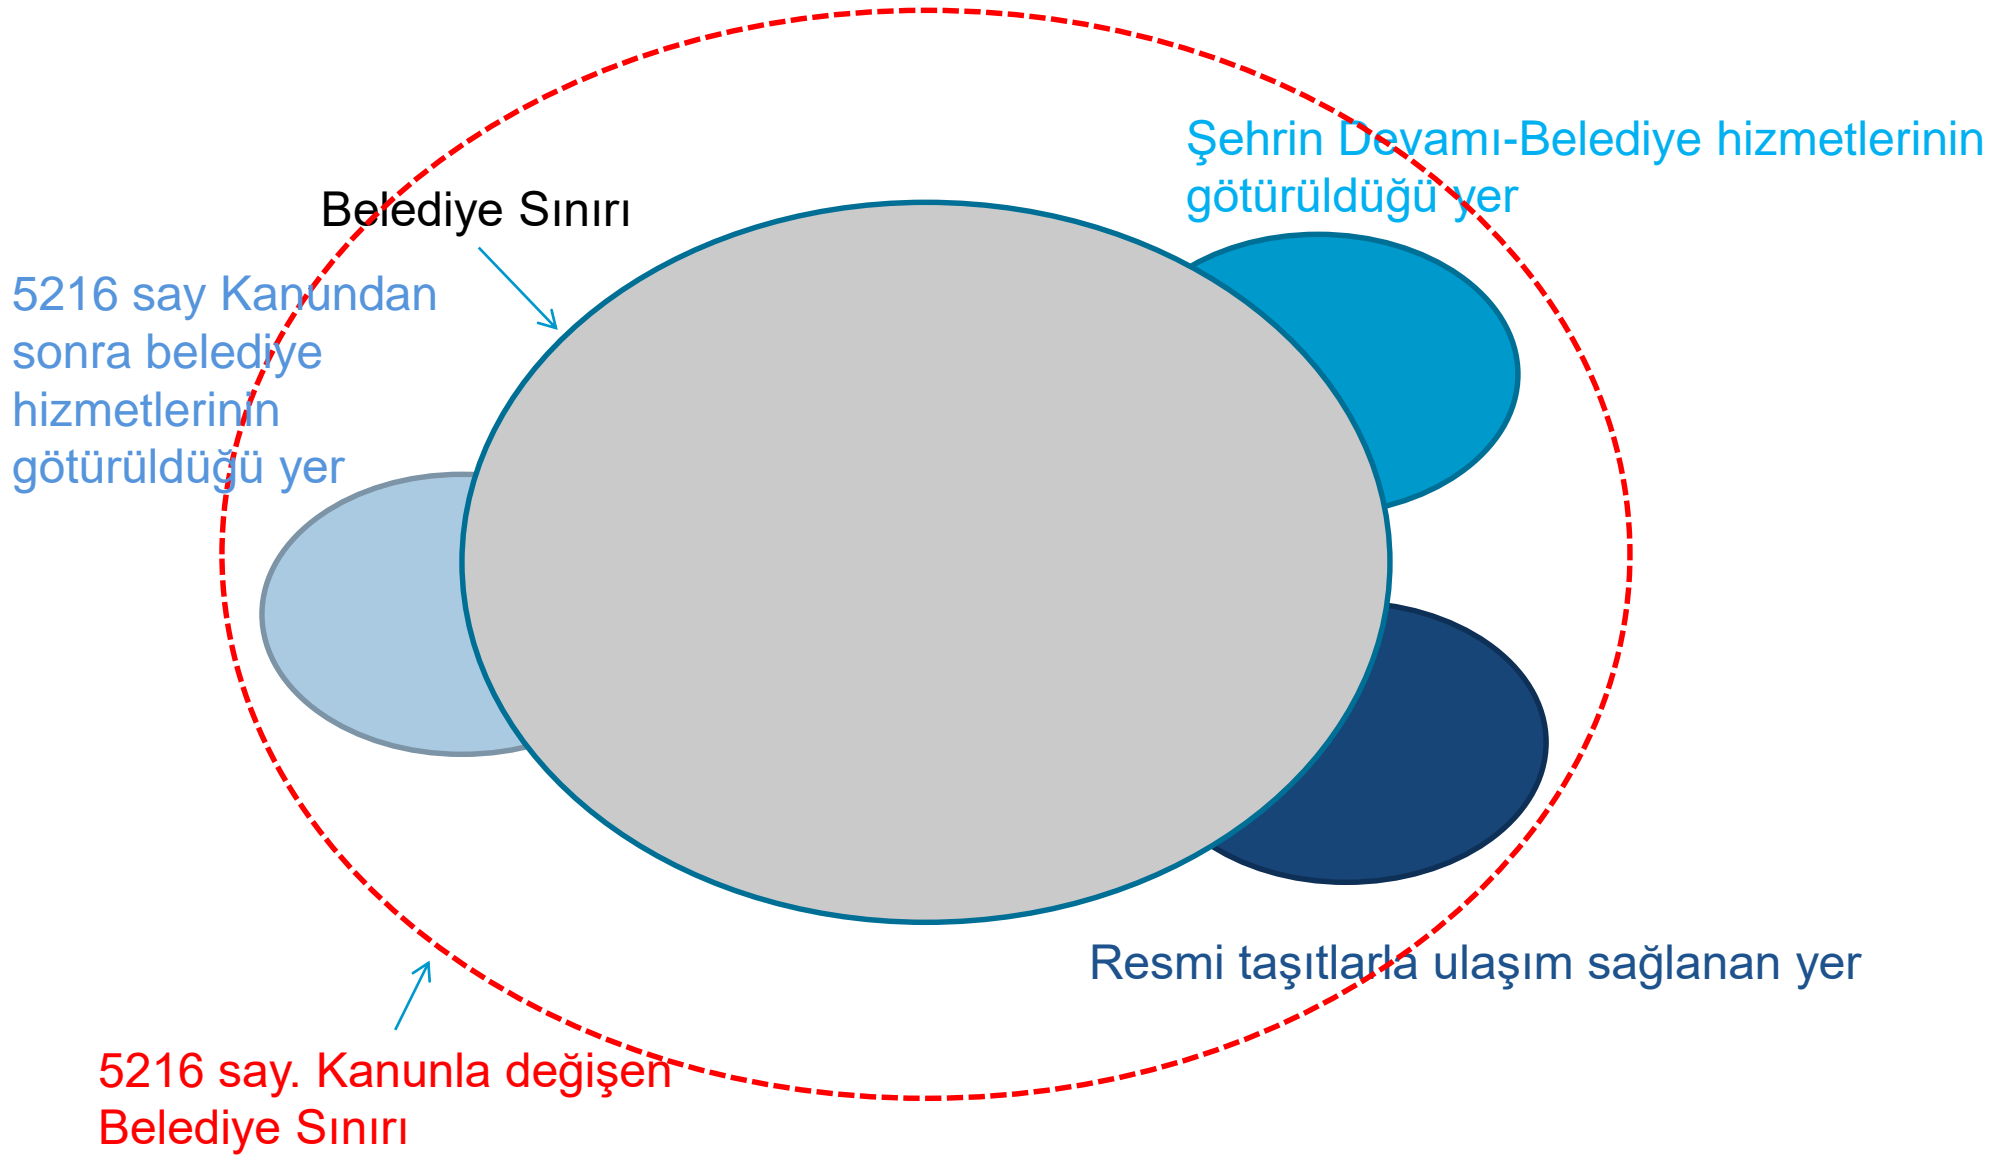 Şehrin Devamı-Belediye hizmetlerinin
götürüldüğü yer
Belediye Sınırı
5216 say Kanundan
sonra belediye
hizmetlerinin
götürüldüğü yer
Resmi taşıtlarla ulaşım sağlanan yer
5216 say. Kanunla değişen
Belediye Sınırı